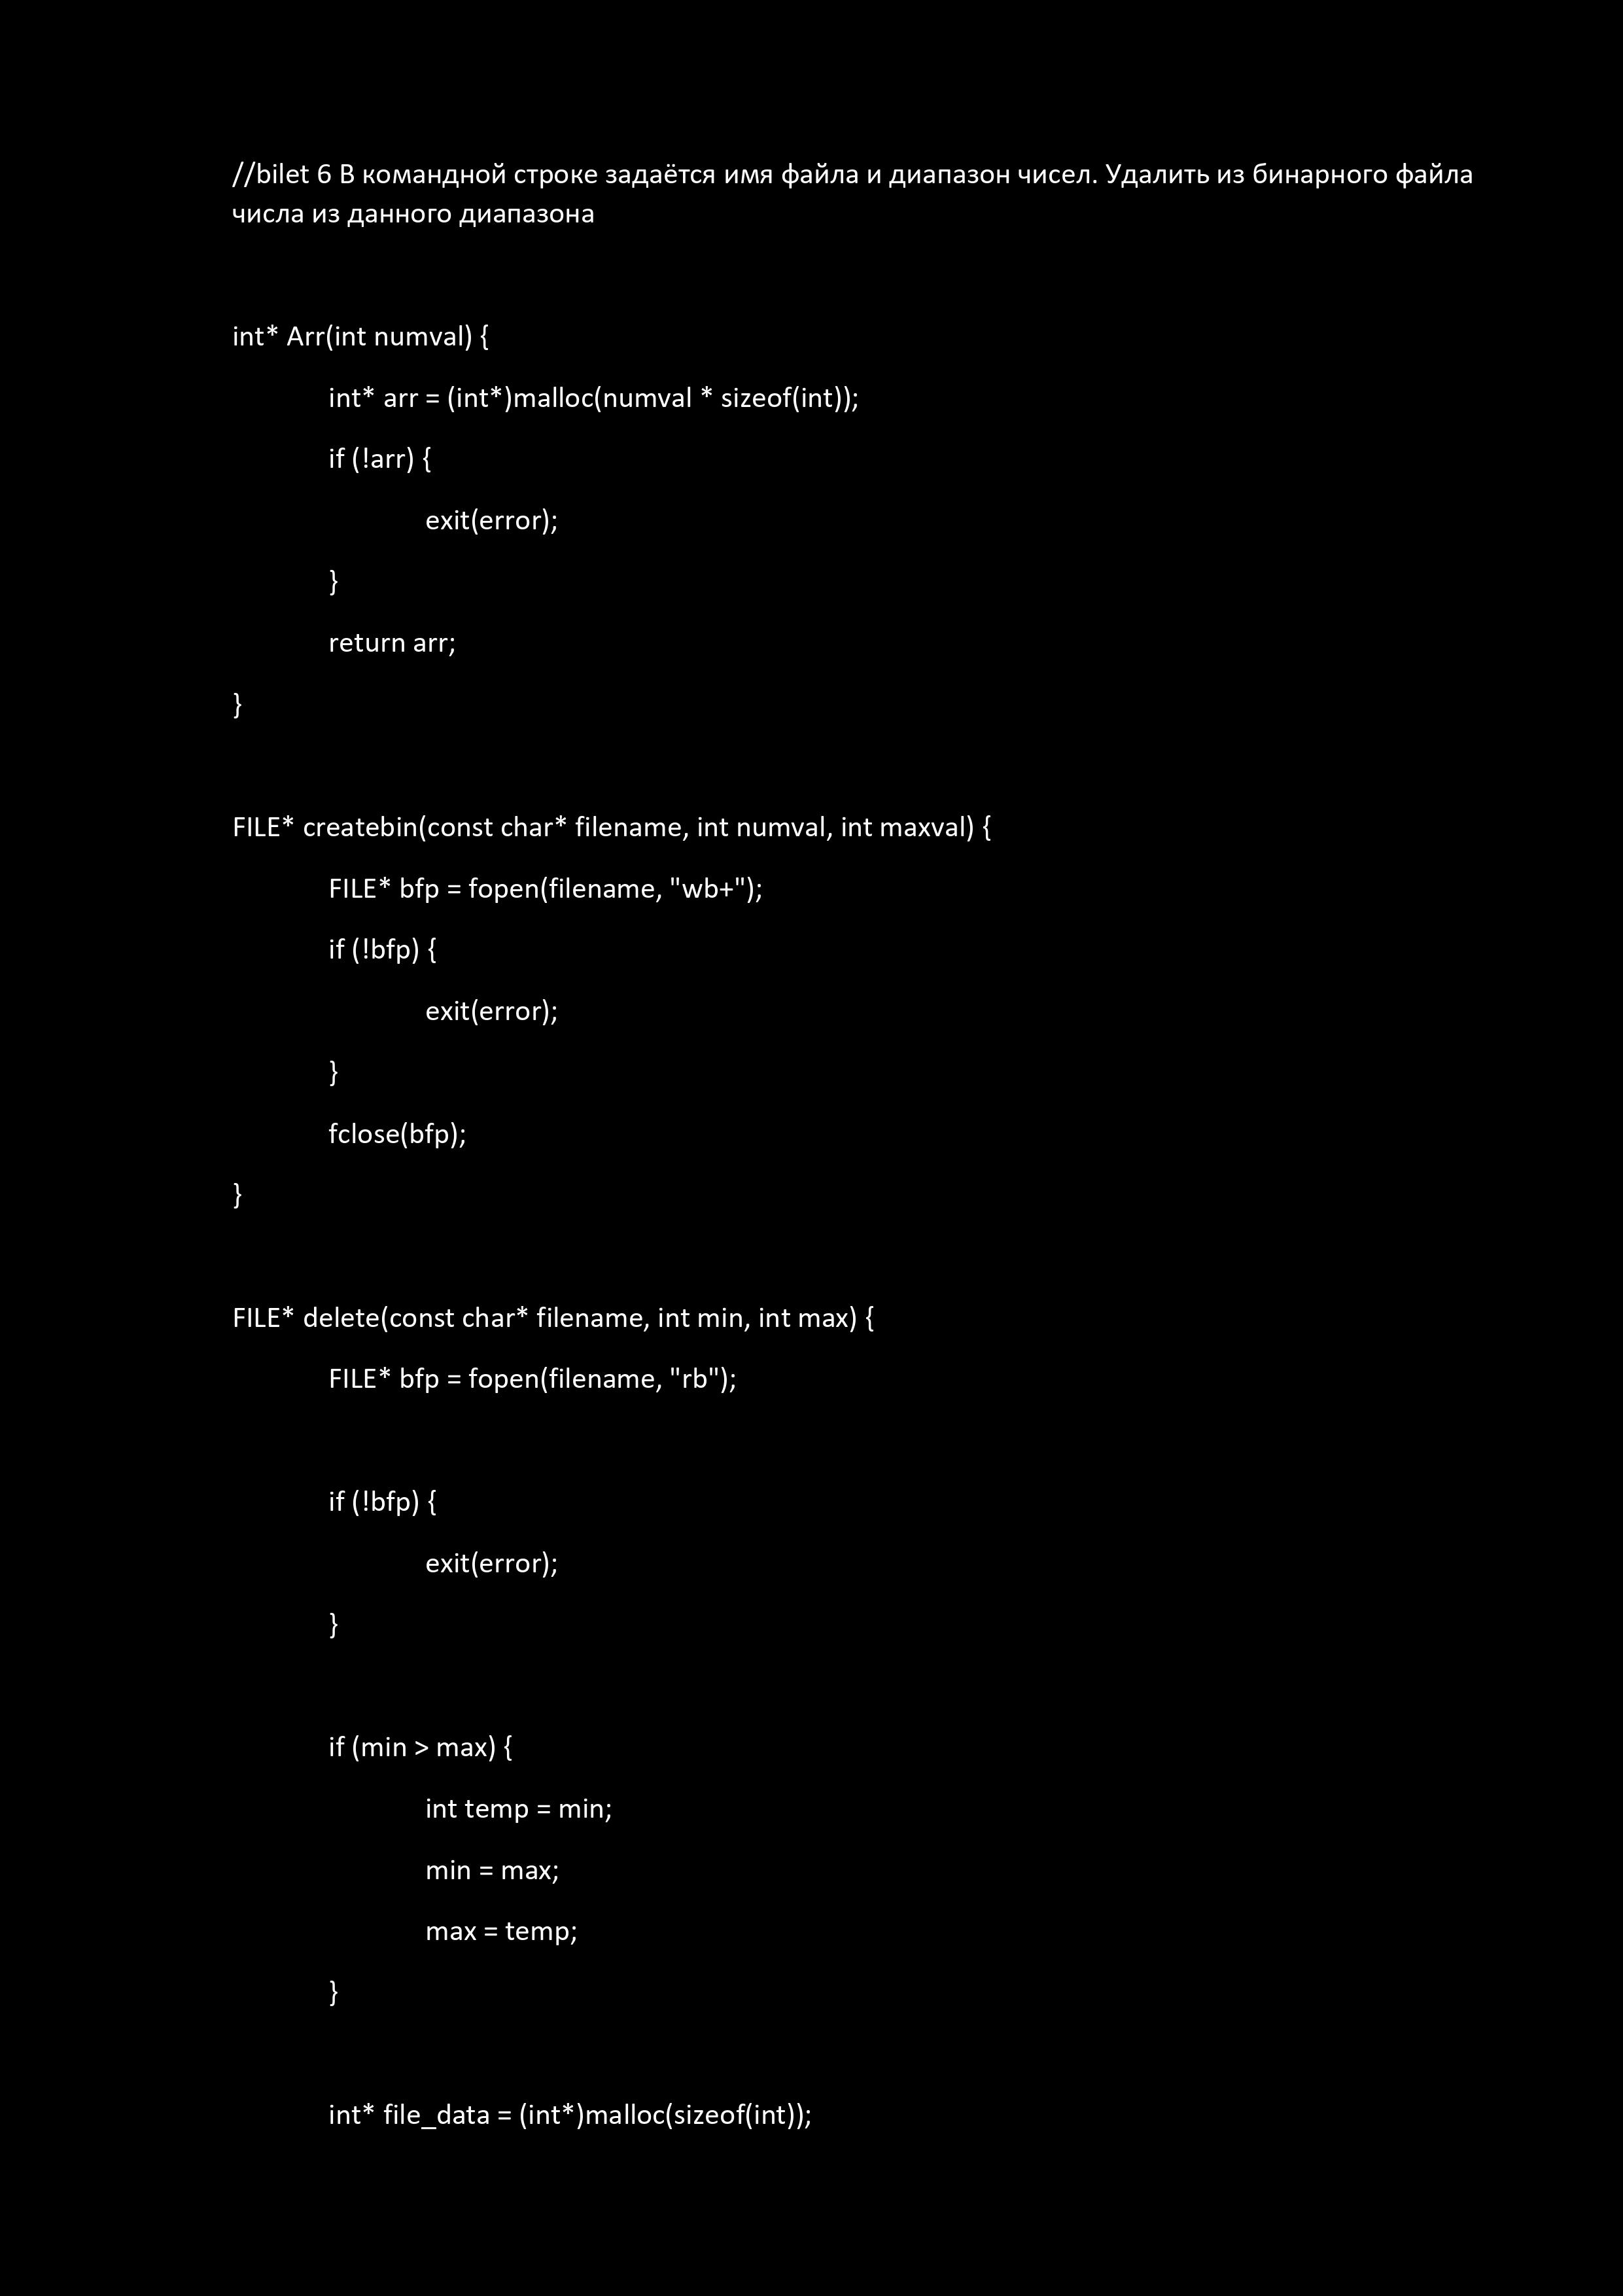 //bilet 6 В командной строке задаётся имя файла и диапазон чисел. Удалить из бинарного файла
числа из данного диапазона
int* Arr(int numval) {
int* arr = (int*)malloc(numval * sizeof(int));
if (!arr) {
exit(error);
}
return arr;
}
FILE* createbin(const char* filename, int numval, int maxval) {
FILE* bfp = fopen(filename, "wb+");
if (!bfp) {
exit(error);
}
fclose(bfp);
}
FILE* delete(const char* filename, int min, int max) {
FILE* bfp = fopen(filename, "rb");
if (!bfp) {
exit(error);
}
if (min > max) {
int temp = min;
min = max;
max = temp;
}
int* file_data = (int*)malloc(sizeof(int));